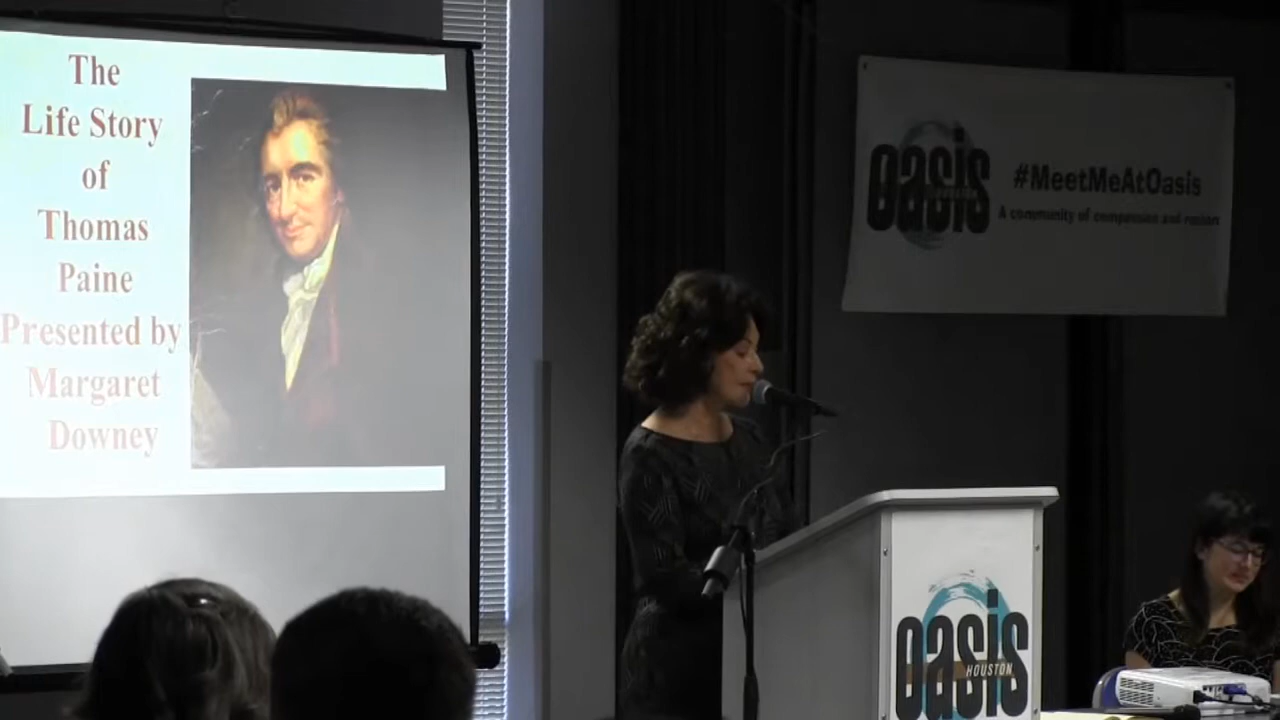 The
Life Story
of
Thomas
Paine
Presented by
Margaret
Downey
oasis
#MeetMeAtOasis
A community of compassion and reason
oasis
HOUSTON